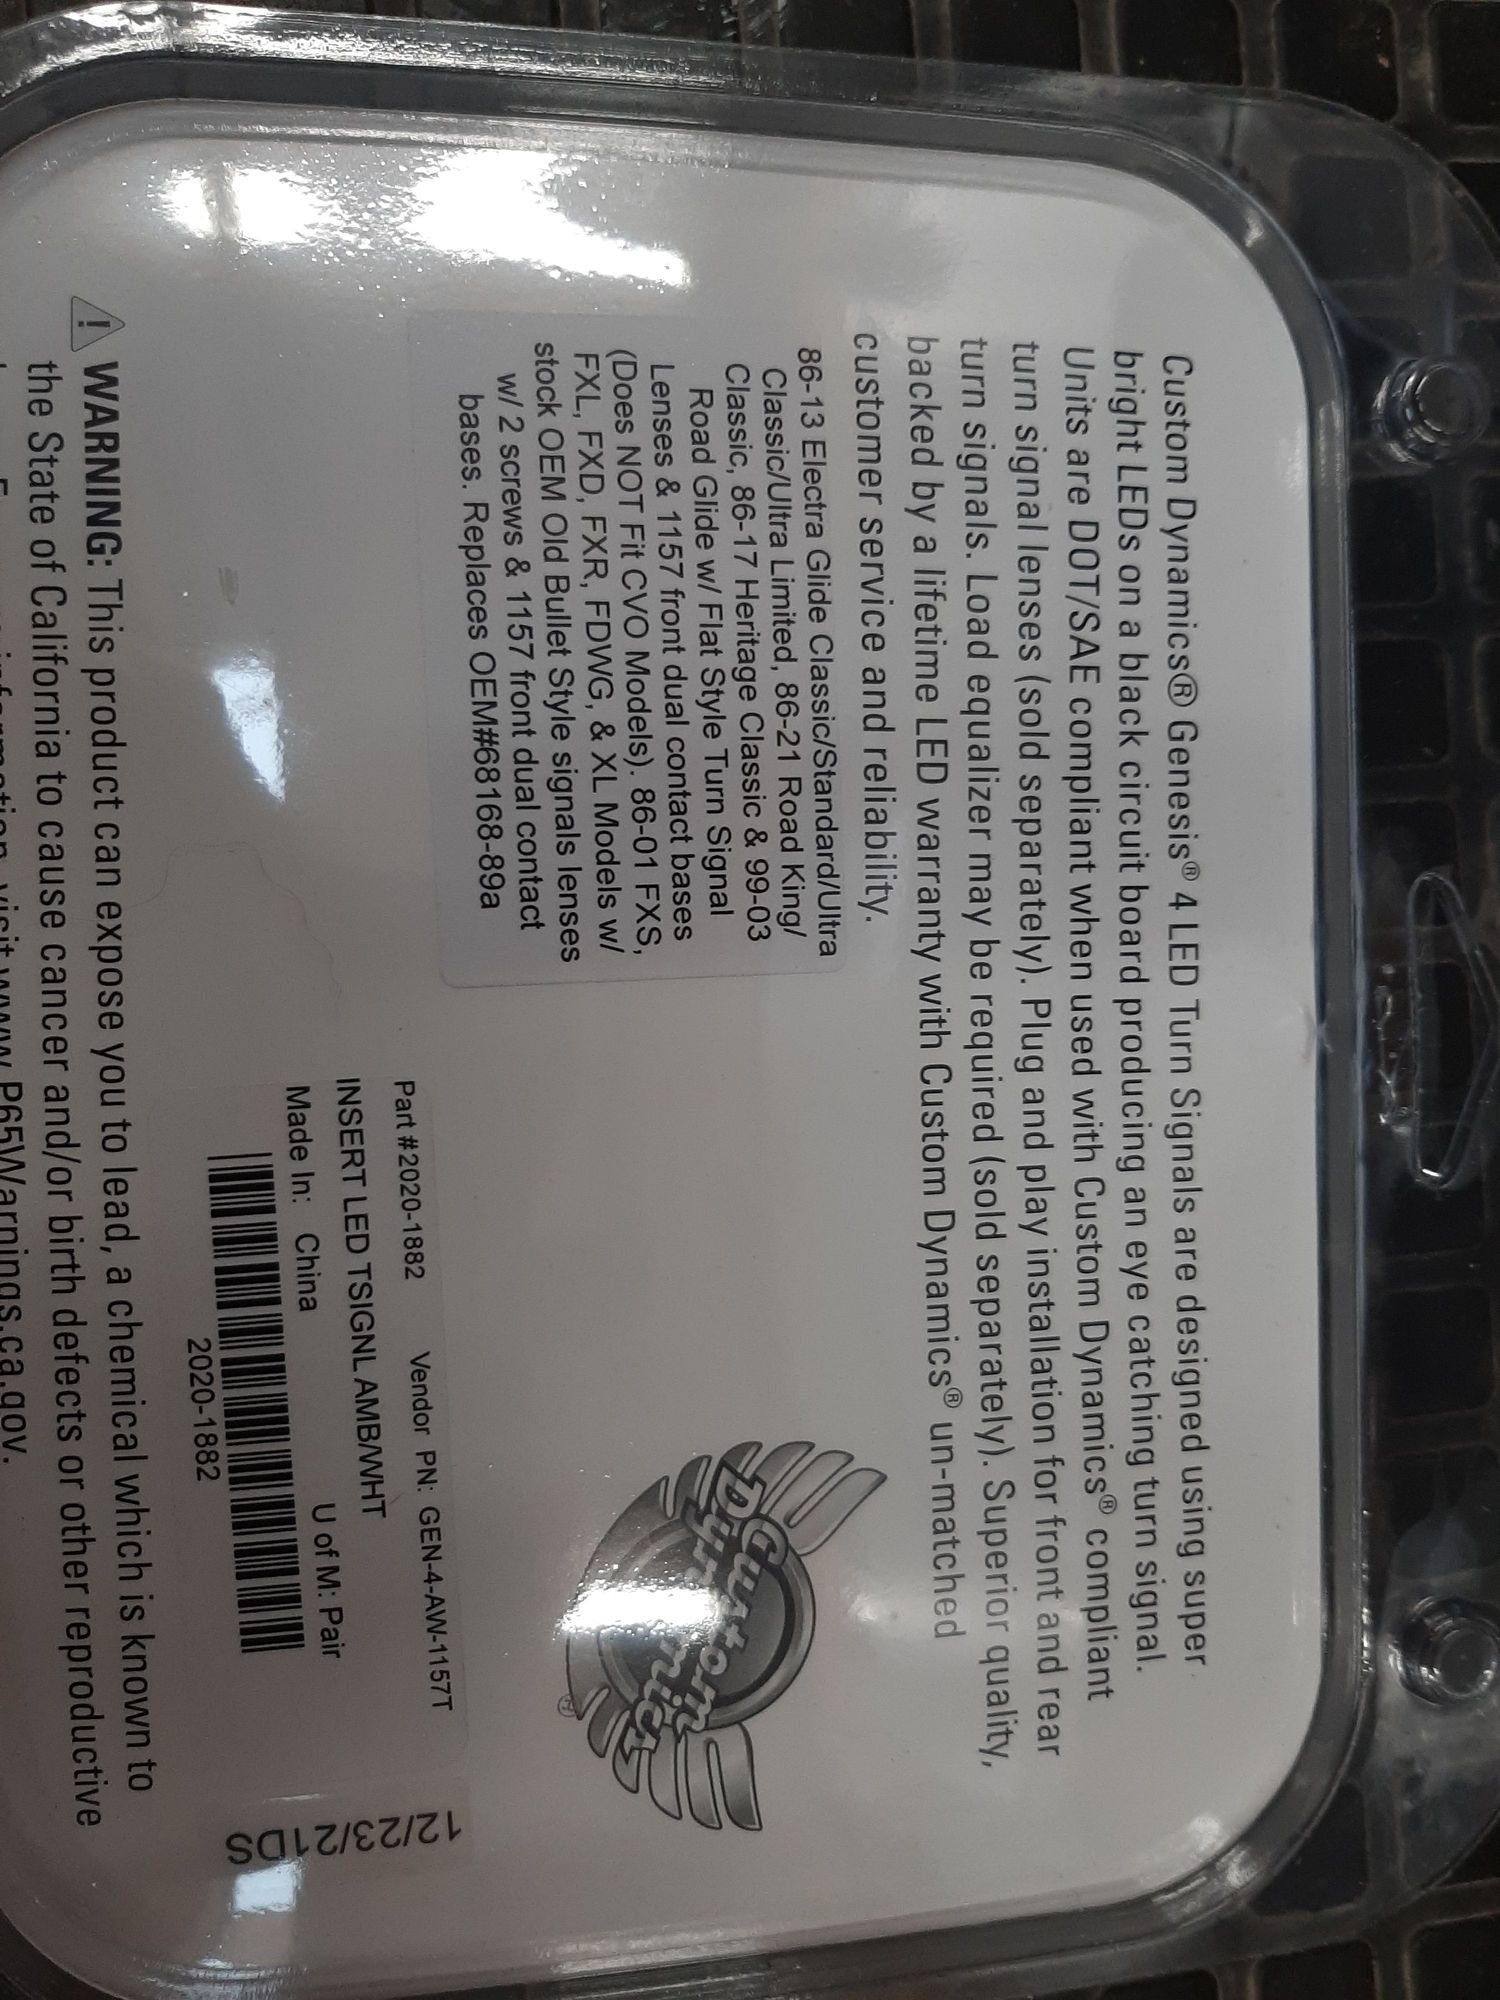 Custom Dynamics® Genesis® 4 LED Turn Signals are designed using super
bright LEDs on a black circuit board producing an eye catching turn signal.
Units are DOT/SAE compliant when used with Custom Dynamics® compliant
turn signal lenses (sold separately). Plug and play installation for front and rear
turn signals. Load equalizer may be required (sold separately). Superior quality,
backed by a lifetime LED warranty with Custom Dynamics® un-matched
customer service and reliability.
86-13 Electra Glide Classic/Standard/Ultra
Classic/Ultra Limited, 86-21 Road King/
Classic, 86-17 Heritage Classic & 99-03
Road Glide w/ Flat Style Turn Signal
Lenses & 1157 front dual contact bases
(Does NOT Fit CVO Models). 86-01 FXS,
FXL, FXD, FXR, FDWG, & XL Models w/
stock OEM Old Bullet Style signals lenses
w/ 2 screws & 1157 front dual contact
bases. Replaces OEM#68168-89a
Custom
Dynamics
®
Part # 2020-1882 Vendor PN: GEN-4-AW-1157T
INSERT LED TSIGNL AMB/WHT
Made In: China U of M: Pair
2020-1882
12/23/21DS
WARNING: This product can expose you to lead, a chemical which is known to
the State of California to cause cancer and/or birth defects or other reproductive
information visit www.P65Warnings.ca.gov.